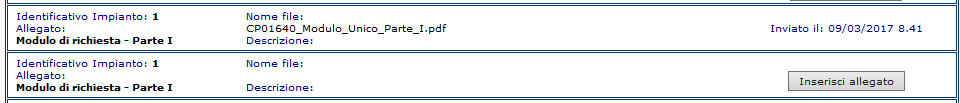 Identificativo Impianto: 1 Nome file:
Allegato: CP01640_Modulo_Unico_Parte_I.pdf Inviato il: 09/03/2017 8.41
Modulo di richiesta - Parte I Descrizione:
Identificativo Impianto: 1 Nome file:
Allegato:
Inserisci allegato
Modulo di richiesta - Parte I Descrizione: